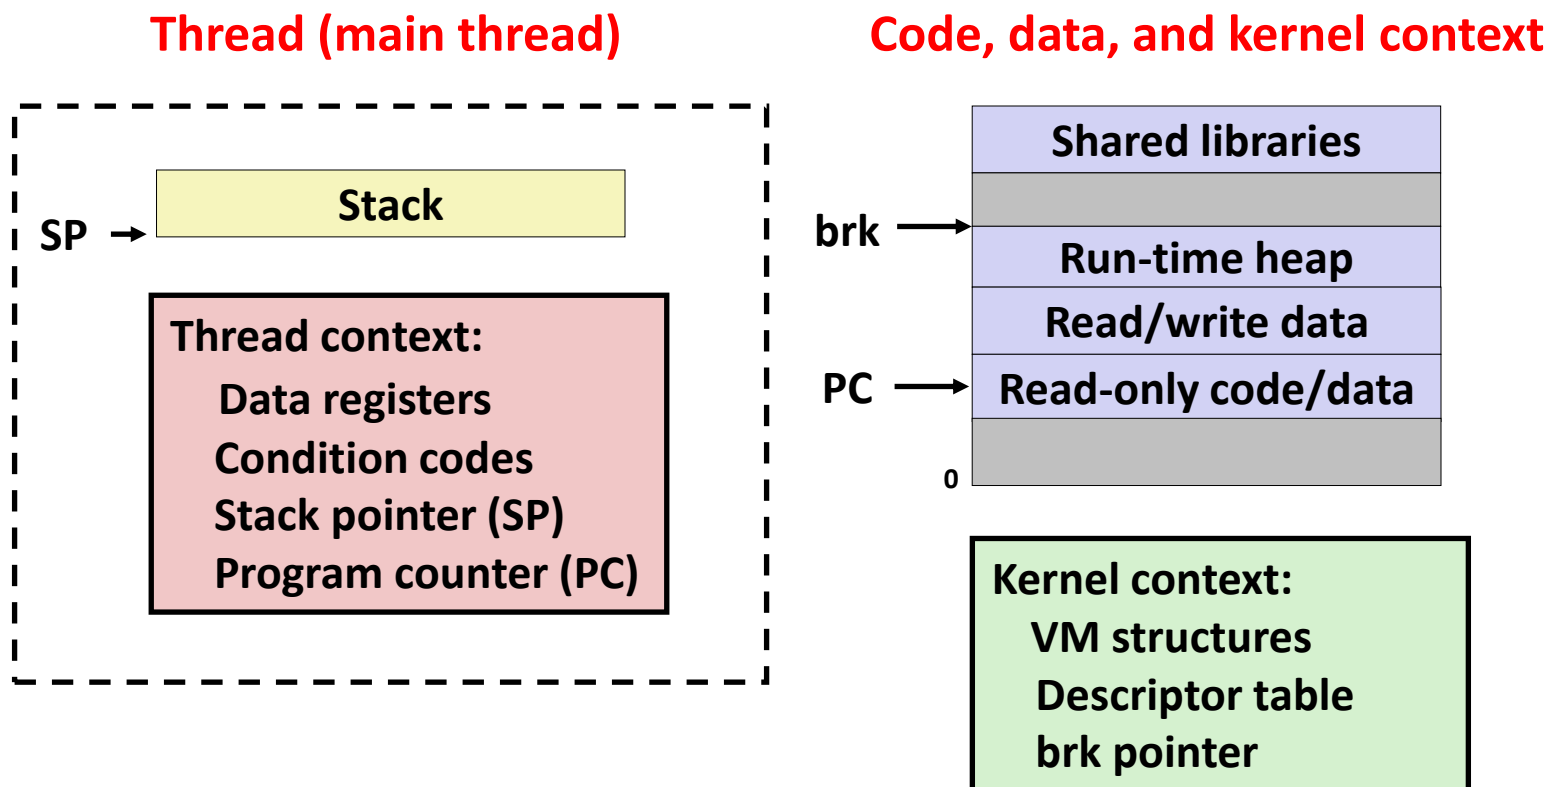 Thread (main thread)
Stack
SP
Thread context:
Data registers
Condition codes
Stack pointer (SP)
Program counter (PC)
Code, data, and kernel context
Shared libraries
brk
Run-time heap
Read/write data
PC
Read-only code/data
0
Kernel context:
VM structures
Descriptor table
brk pointer